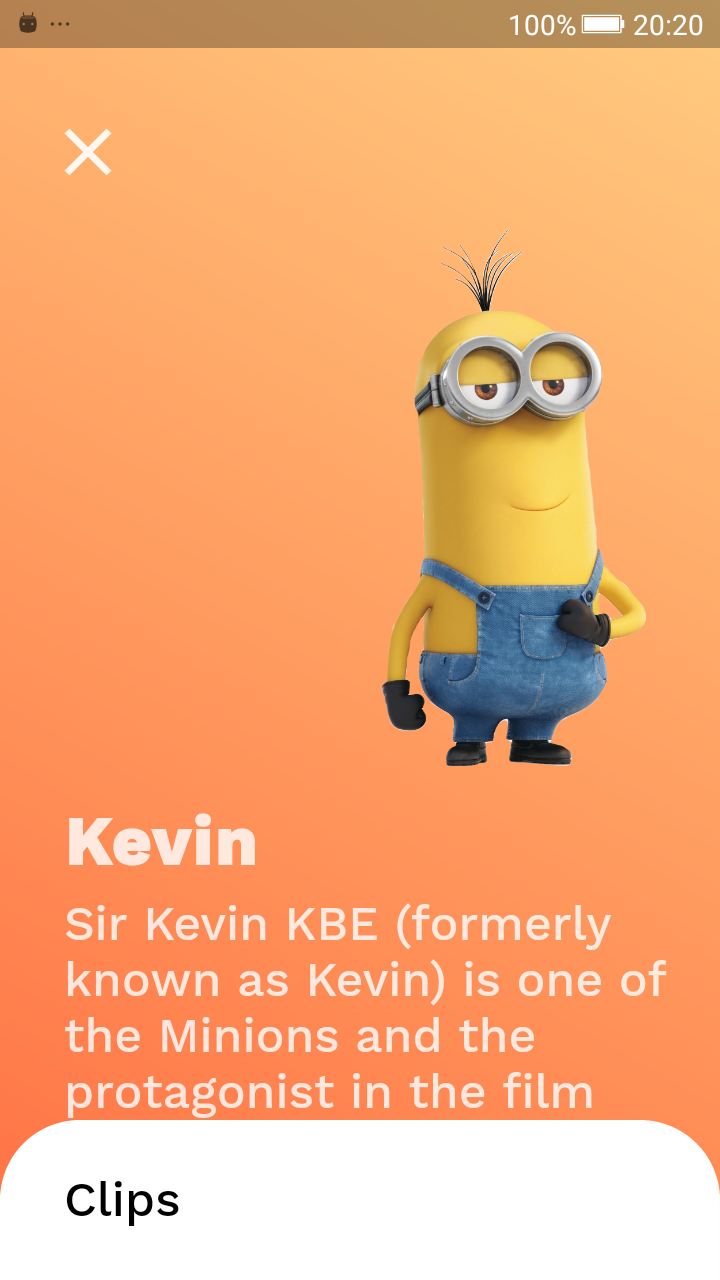 100% 20:20
Kevin
Sir Kevin KBE (formerly
known as Kevin) is one of
the Minions and the
protagonist in the film
Clips